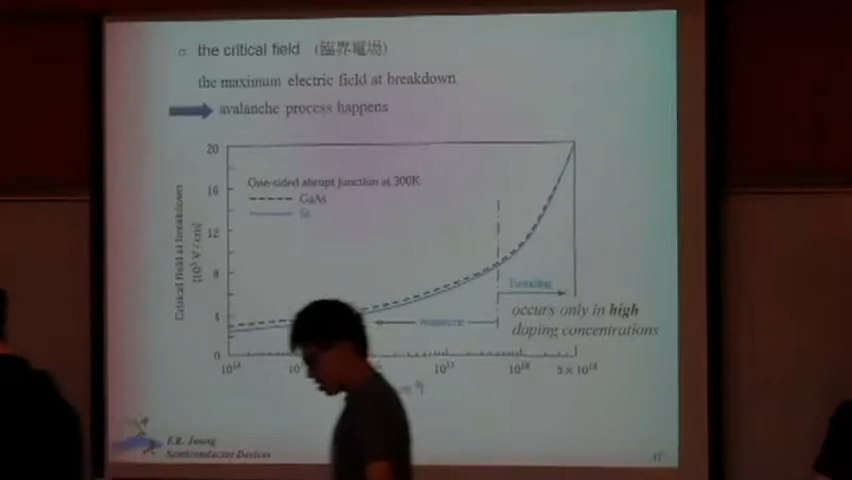 the critical field (臨界電場)
the maximum electric field at breakdown
avalanche process happens
One-sided abrupt junction at 300K
GaAs
Si
Critical field at breakdown
(10⁵ V / cm)
20
16
12
8
4
0
Tunneling
Avalanche
occurs only in high
doping concentrations
10¹⁴
10¹⁷
10¹⁸
5 × 10¹⁸
Semiconductor Devices